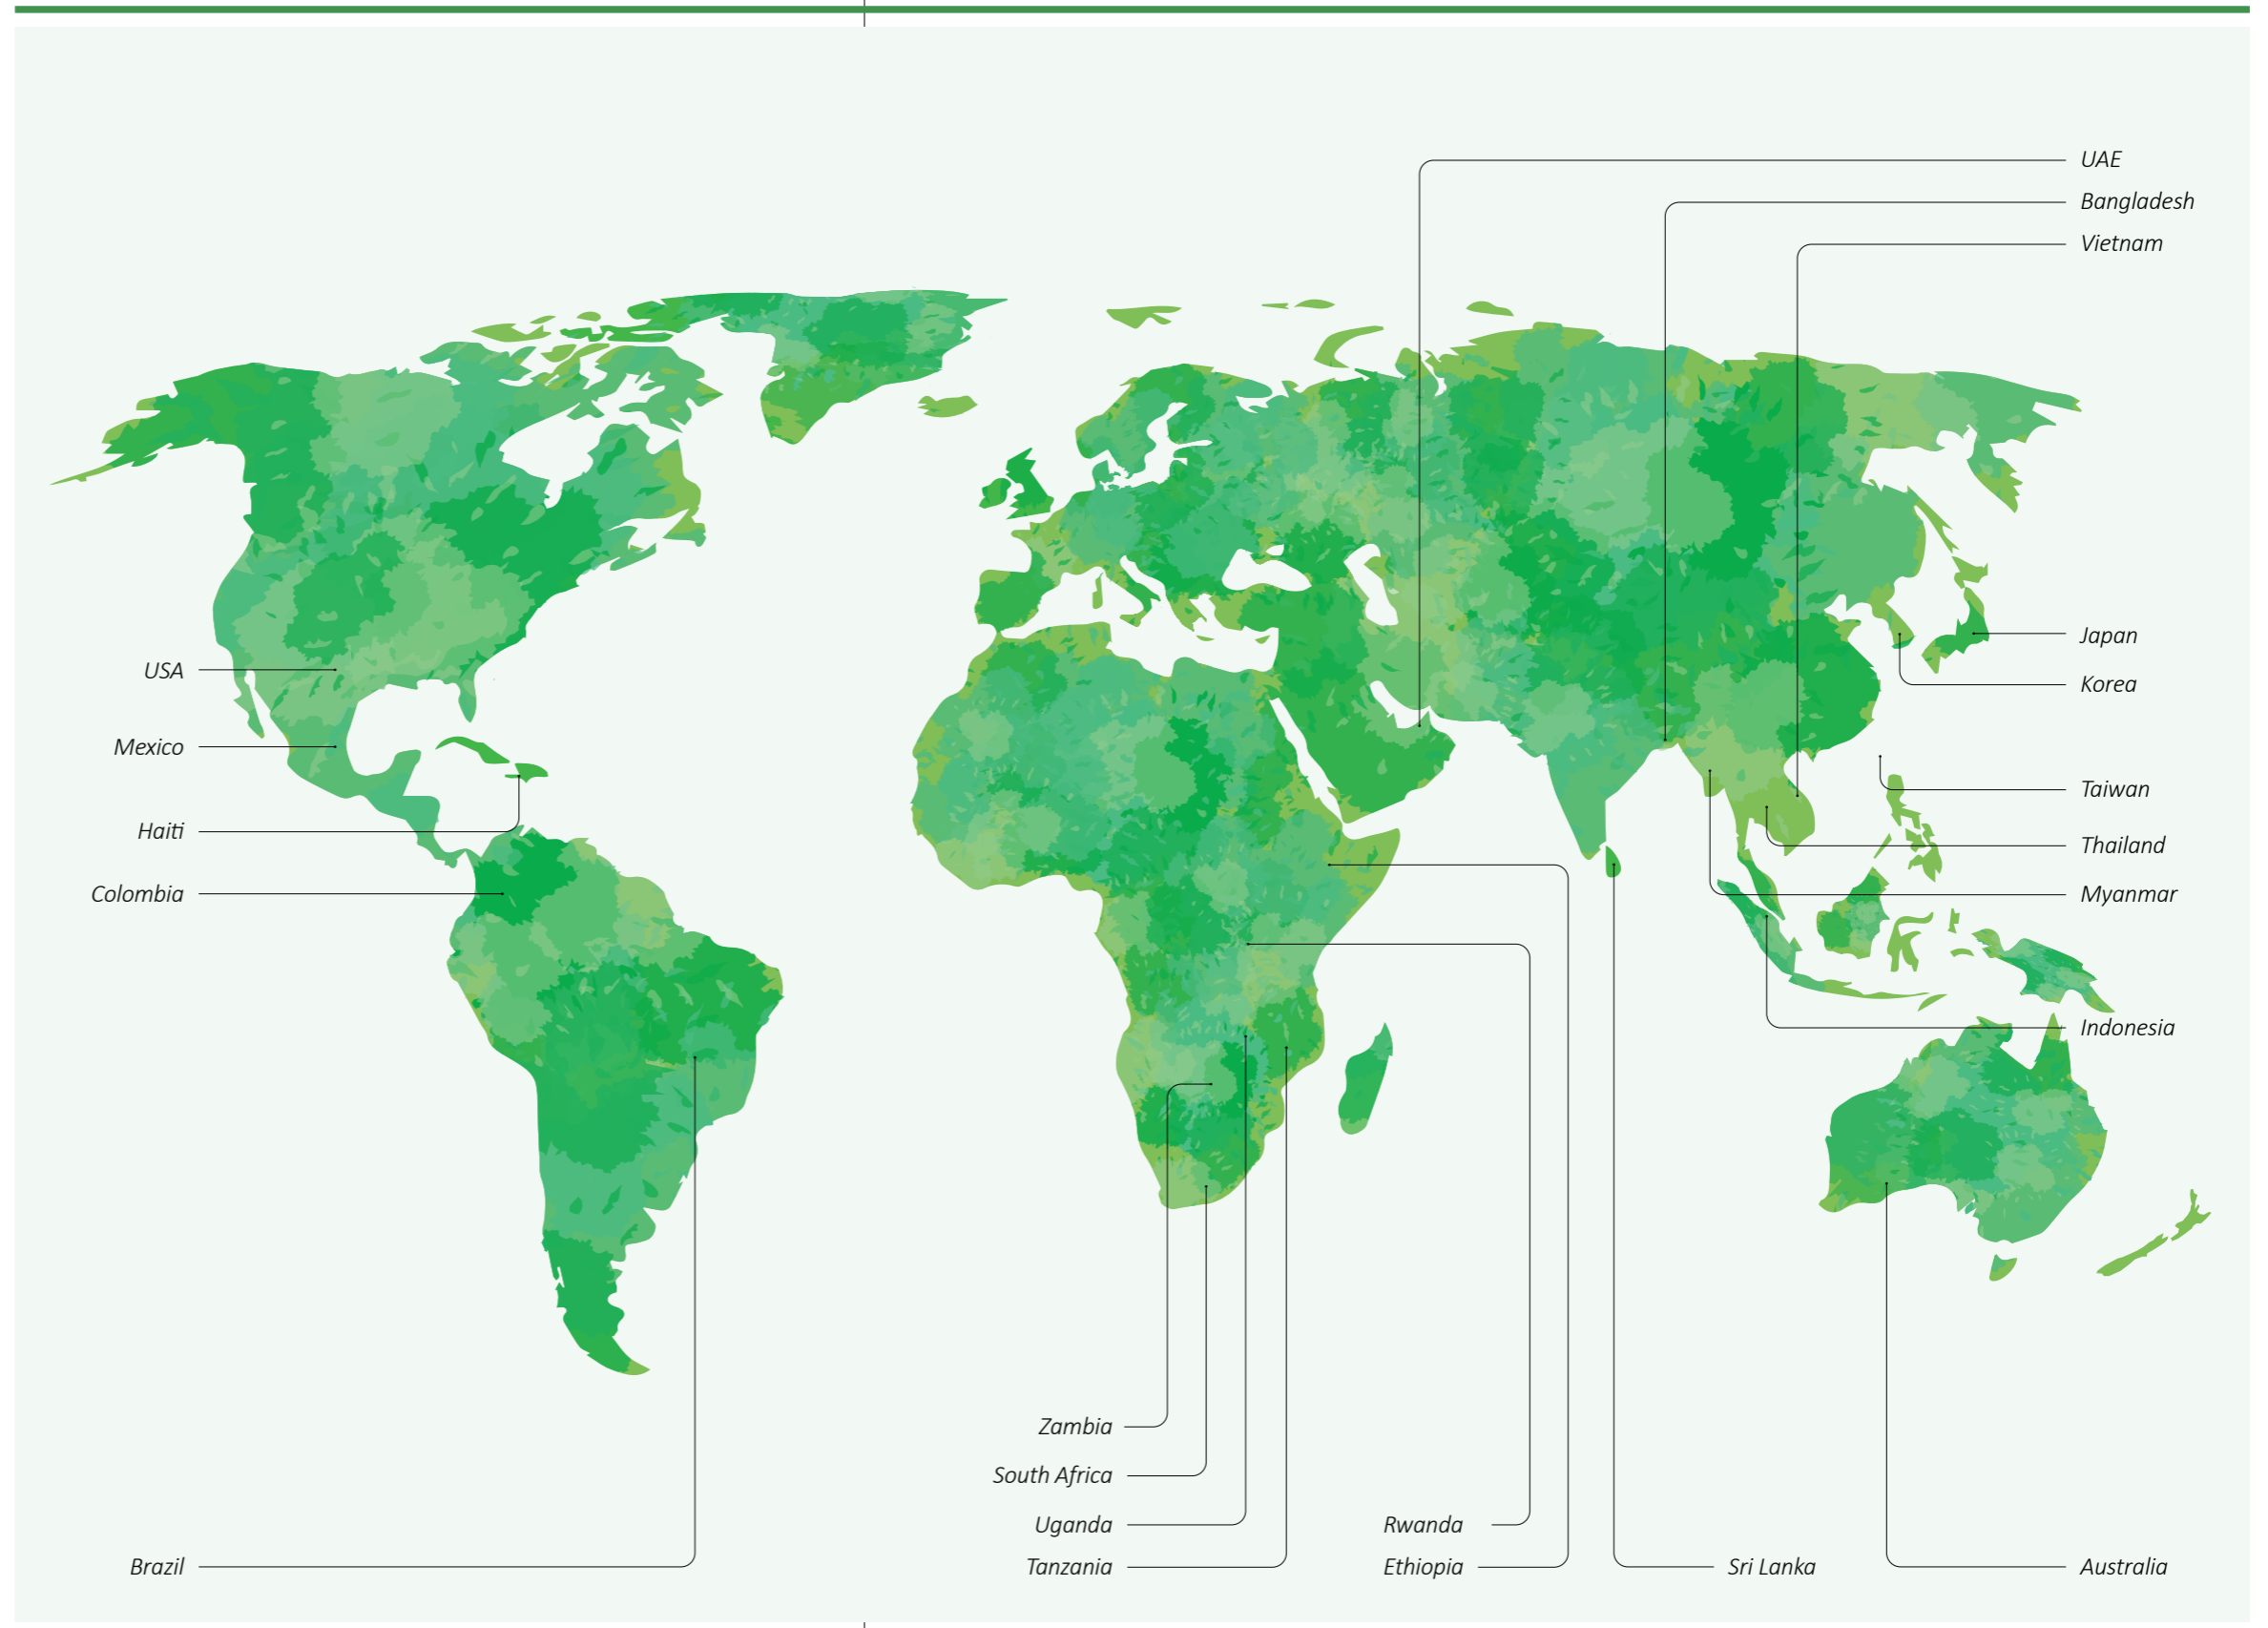 UAE
Bangladesh
Vietnam
Japan
Korea
USA
Mexico
Taiwan
Haiti
Thailand
Colombia
Myanmar
Indonesia
Zambia
South Africa
Uganda
Rwanda
Brazil
Tanzania
Ethiopia
Sri Lanka
Australia